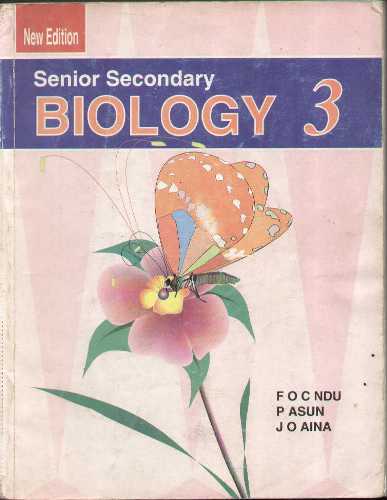 New Edition
Senior Secondary
BIOLOGY 3
F O C NDU
P ASUN
J O AINA